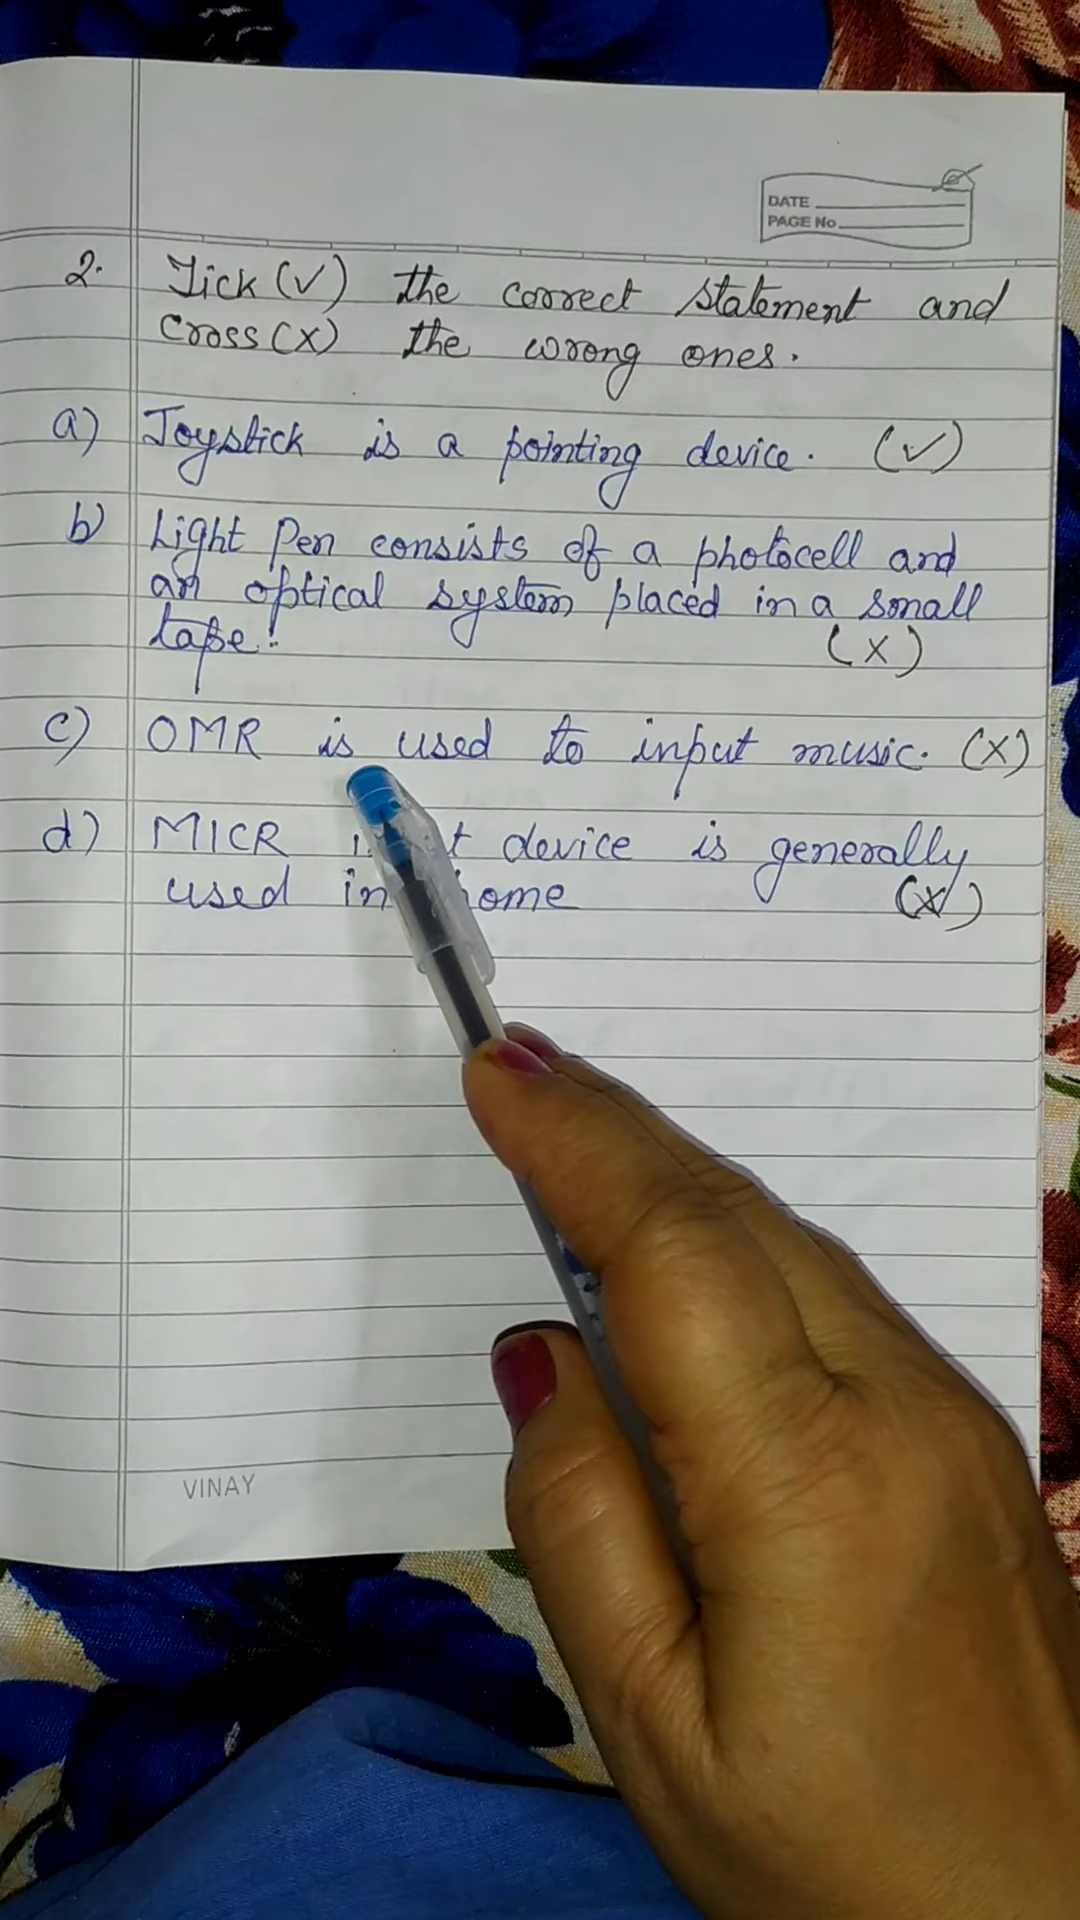 DATE
PAGE No.
2. Tick (✓) the correct statement and
Cross (X) the wrong ones.
a) Joystick is a pointing device. (✓)
b) Light Pen consists of a photocell and
an optical system placed in a small
tape. (X)
c) OMR is used to input music. (X)
d) MICR device is generally
used in (X)
VINAY